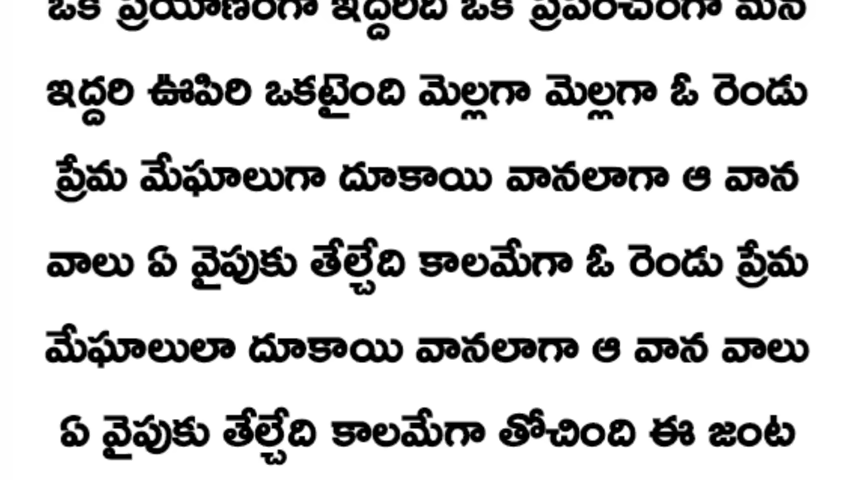 ఒక ప్రయాణంగా ఇద్దరిది ఒక ప్రపంచంగా మన
ఇద్దరి ఊపిరి ఒకటైంది మెల్లగా మెల్లగా ఓ రెండు
ప్రేమ మేఘాలుగా దూకాయి వానలాగా ఆ వాన
వాలు ఏ వైపుకు తేల్చేది కాలమేగా ఓ రెండు ప్రేమ
మేఘాలులా దూకాయి వానలాగా ఆ వాన వాలు
ఏ వైపుకు తేల్చేది కాలమేగా తోచింది ఈ జంట